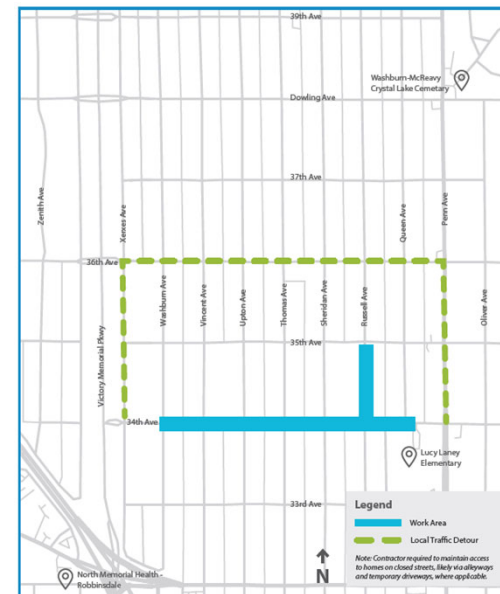 39th Ave
Washburn-McReavy
Crystal Lake Cemetary
Dowling Ave
37th Ave
Zenith Ave
Xerxes Ave
Queen Ave
Penn Ave
36th Ave
Victory Memorial Pkwy
Washburn Ave
Vincent Ave
Upton Ave
Thomas Ave
Sheridan Ave
Russell Ave
Oliver Ave
35th Ave
34th Ave
Lucy Laney
Elementary
33rd Ave
Legend
Work Area
Local Traffic Detour
Note: Contractor required to maintain access
to homes on closed streets, likely via alleyways
and temporary driveways, where applicable.
N
North Memorial Health -
Robbinsdale